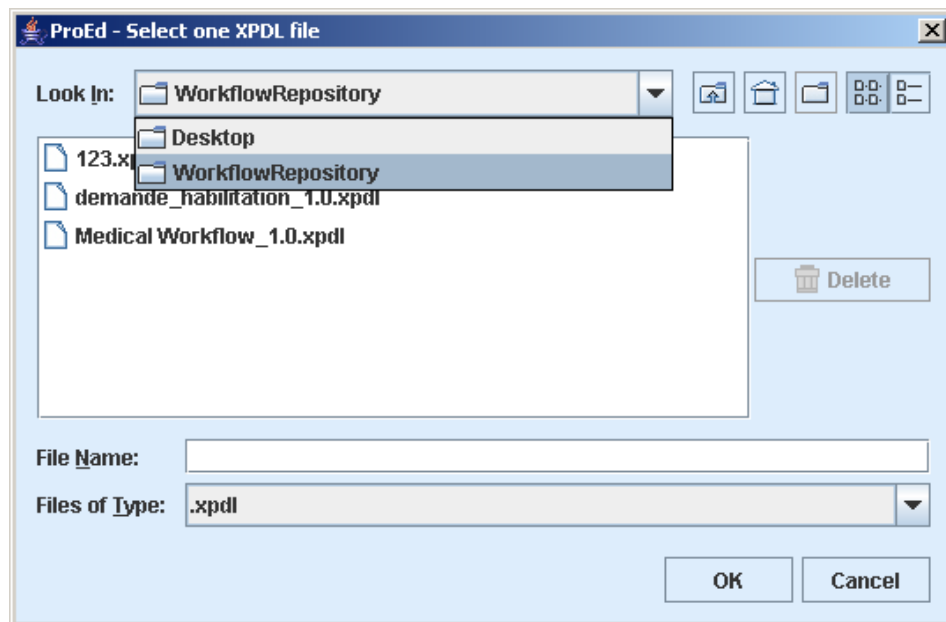 ProEd - Select one XPDL file
Look In: WorkflowRepository
Desktop
WorkflowRepository
123.xp
demande_habilitation_1.0.xpdl
Medical Workflow_1.0.xpdl
Delete
File Name:
Files of Type: .xpdl
OK Cancel